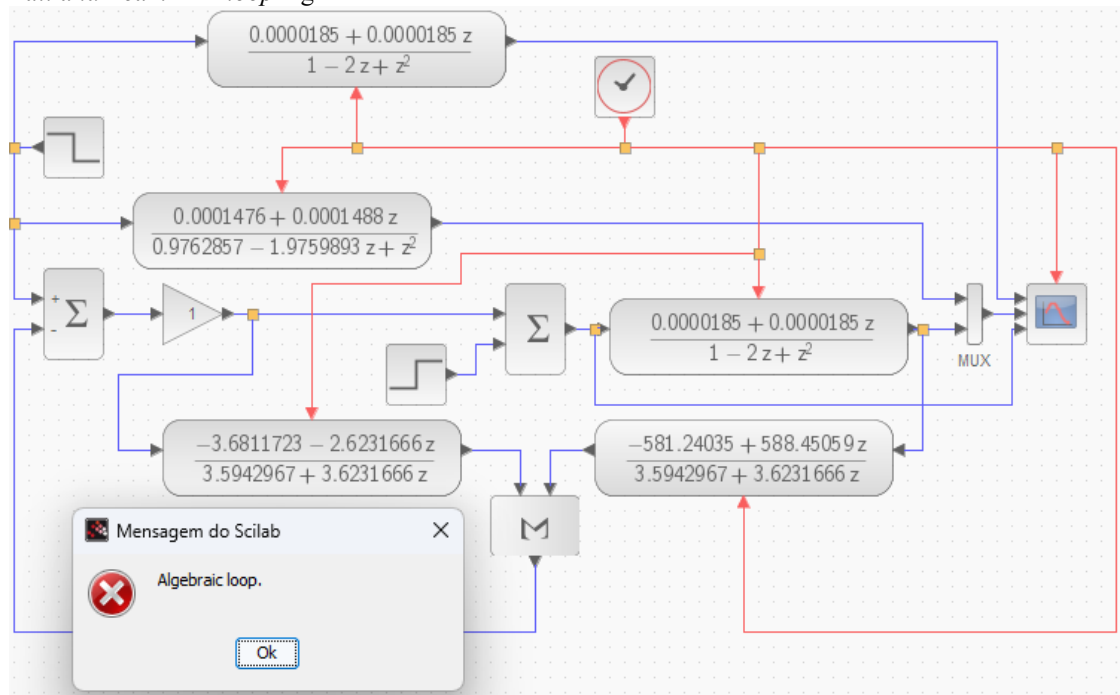 0.0000185 + 0.0000185 z
1 − 2 z + z²
0.0001476 + 0.0001488 z
0.9762857 − 1.9759893 z + z²
+
-
Σ
1
Σ
0.0000185 + 0.0000185 z
1 − 2 z + z²
MUX
−3.6811723 − 2.6231666 z
3.5942967 + 3.6231666 z
−581.24035 + 588.45059 z
3.5942967 + 3.6231666 z
Σ
Mensagem do Scilab
Algebraic loop.
Ok